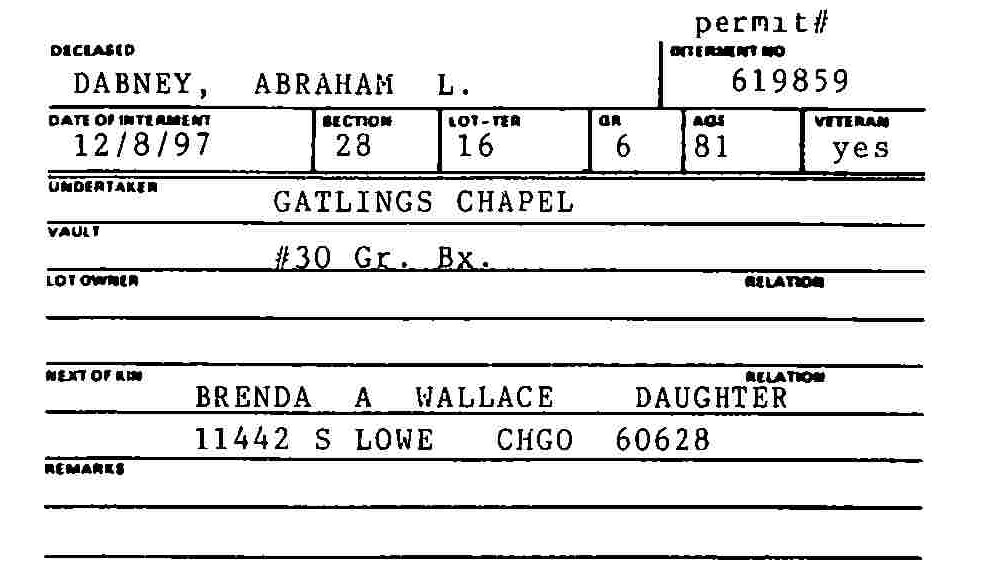 permit#
DECEASED INTERMENT NO
DABNEY, ABRAHAM L. 619859
DATE OF INTERMENT SECTION LOT-TER GR AGE VETERAN
12/8/97 28 16 6 81 yes
UNDERTAKER
GATLINGS CHAPEL
VAULT
#30 Gr. Bx.
LOT OWNER RELATION
NEXT OF KIN RELATION
BRENDA A WALLACE DAUGHTER
11442 S LOWE CHGO 60628
REMARKS